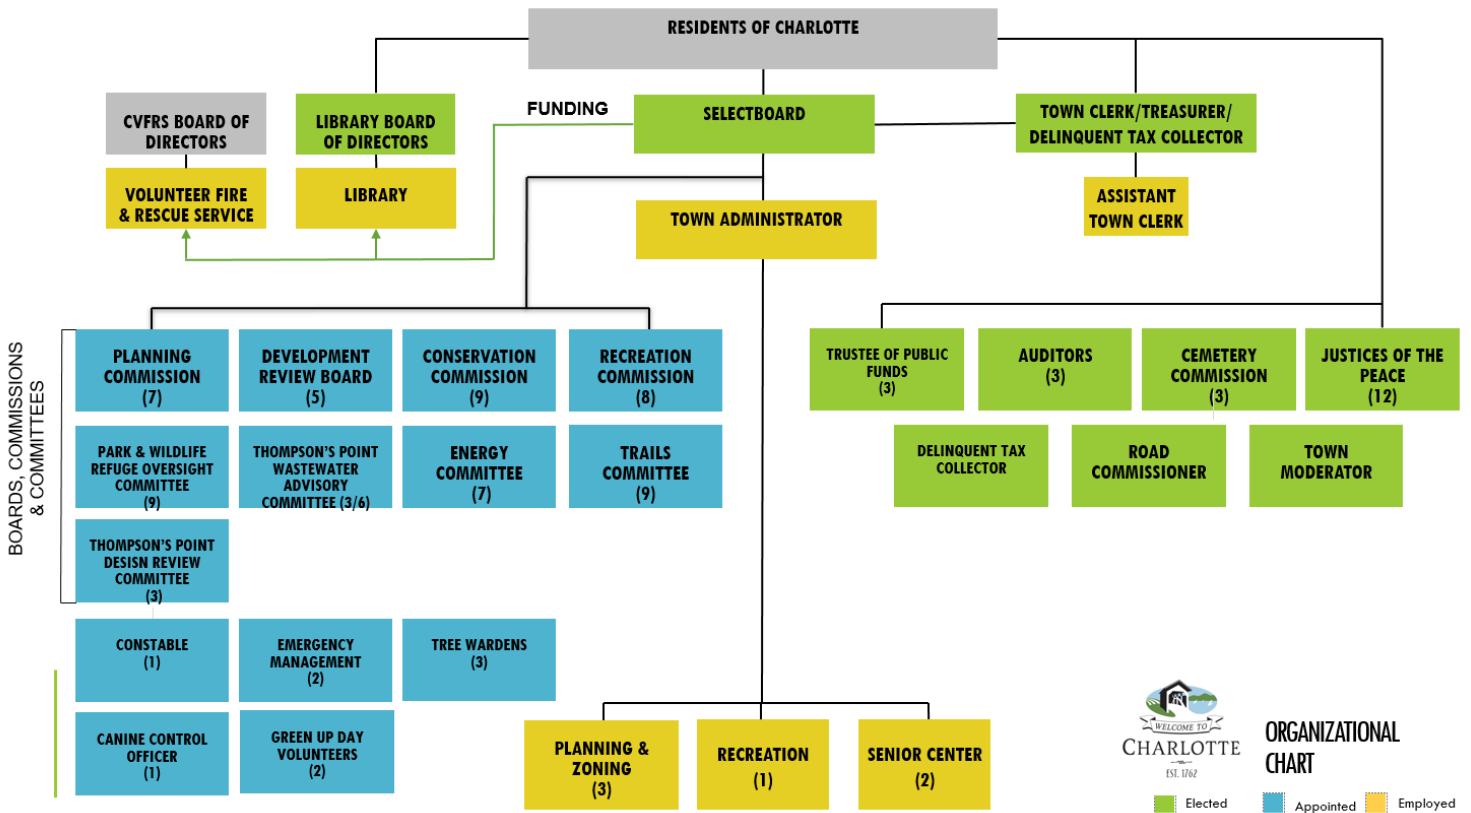 RESIDENTS OF CHARLOTTE
CVFRS BOARD OF
DIRECTORS
LIBRARY BOARD
OF DIRECTORS
FUNDING
SELECTBOARD
TOWN CLERK/TREASURER/
DELINQUENT TAX COLLECTOR
VOLUNTEER FIRE
& RESCUE SERVICE
LIBRARY
TOWN ADMINISTRATOR
ASSISTANT
TOWN CLERK
BOARDS, COMMISSIONS
& COMMITTEES
PLANNING
COMMISSION
(7)
DEVELOPMENT
REVIEW BOARD
(5)
CONSERVATION
COMMISSION
(9)
RECREATION
COMMISSION
(8)
TRUSTEE OF PUBLIC
FUNDS
(3)
AUDITORS
(3)
CEMETERY
COMMISSION
(3)
JUSTICES OF THE
PEACE
(12)
PARK & WILDLIFE
REFUGE OVERSIGHT
COMMITTEE
(9)
THOMPSON'S POINT
WASTEWATER
ADVISORY
COMMITTEE (3/6)
ENERGY
COMMITTEE
(7)
TRAILS
COMMITTEE
(9)
DELINQUENT TAX
COLLECTOR
ROAD
COMMISSIONER
TOWN
MODERATOR
THOMPSON'S POINT
DESISN REVIEW
COMMITTEE
(3)
CONSTABLE
(1)
EMERGENCY
MANAGEMENT
(2)
TREE WARDENS
(3)
CANINE CONTROL
OFFICER
(1)
GREEN UP DAY
VOLUNTEERS
(2)
PLANNING &
ZONING
(3)
RECREATION
(1)
SENIOR CENTER
(2)
WELCOME TO
CHARLOTTE
EST. 1762
ORGANIZATIONAL
CHART
Elected
Appointed
Employed